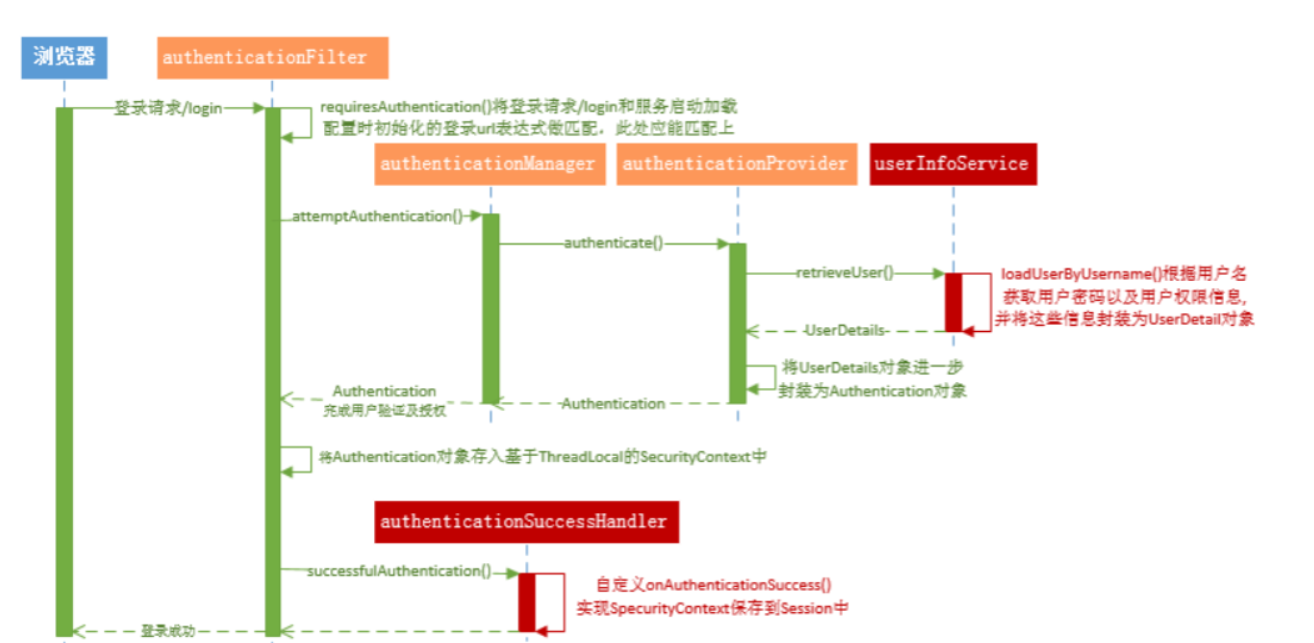 浏览器
authenticationFilter
登录请求/login
requiresAuthentication()将登录请求/login和服务启动加载
配置时初始化的登录url表达式做匹配，此处应能匹配上
authenticationManager
authenticationProvider
userInfoService
attemptAuthentication()
authenticate()
retrieveUser()
loadUserByUsername()根据用户名
获取用户密码以及用户权限信息,
并将这些信息封装为UserDetail对象
UserDetails
将UserDetails对象进一步
封装为Authentication对象
Authentication
完成用户验证及授权
Authentication
将Authentication对象存入基于ThreadLocal的SecurityContext中
authenticationSuccessHandler
successfulAuthentication()
自定义onAuthenticationSuccess()
实现SpecurityContext保存到Session中
登录成功